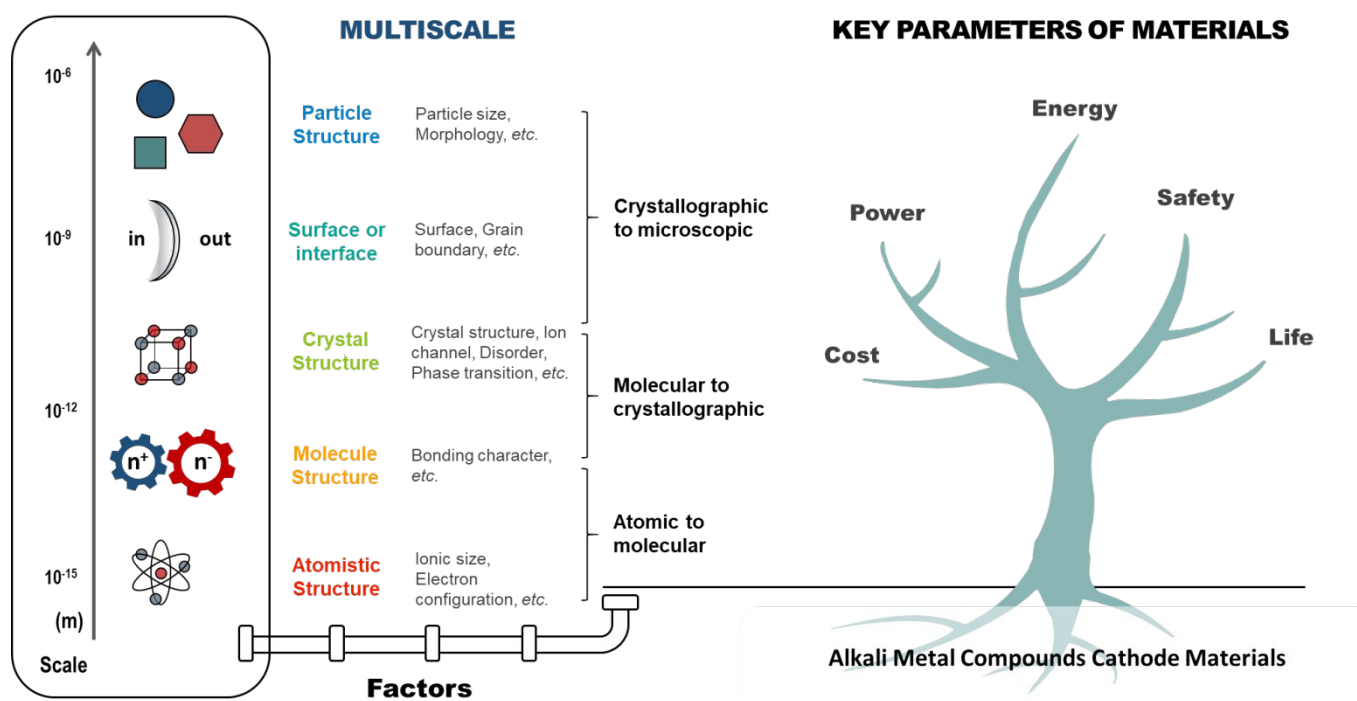 MULTISCALE
KEY PARAMETERS OF MATERIALS
10⁻⁶
10⁻⁹
in
out
10⁻¹²
n⁺
n⁻
10⁻¹⁵
(m)
Scale
Particle
Structure
Particle size,
Morphology, etc.
Surface or
interface
Surface, Grain
boundary, etc.
Crystal
Structure
Crystal structure, Ion
channel, Disorder,
Phase transition, etc.
Molecule
Structure
Bonding character,
etc.
Atomistic
Structure
Ionic size,
Electron
configuration, etc.
Crystallographic
to microscopic
Molecular to
crystallographic
Atomic to
molecular
Factors
Energy
Power
Safety
Cost
Life
Alkali Metal Compounds Cathode Materials